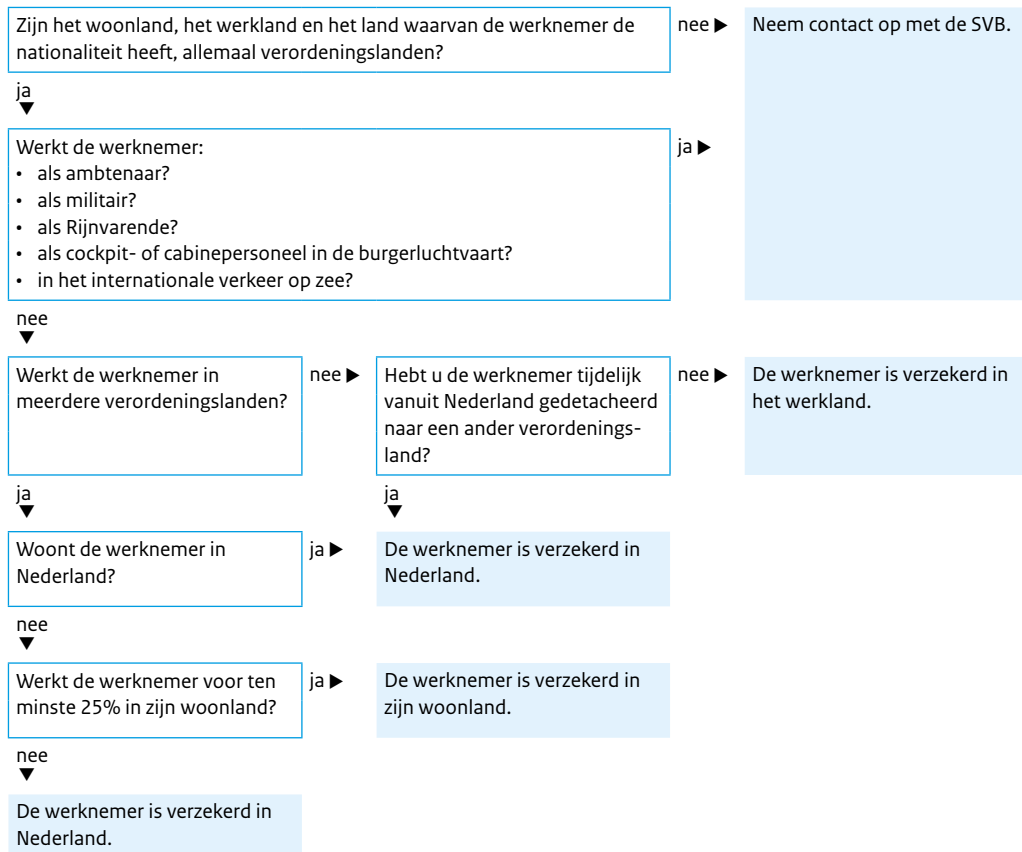 Zijn het woonland, het werkland en het land waarvan de werknemer de
nationaliteit heeft, allemaal verordeningslanden?
nee ▶
Neem contact op met de SVB.
ja
▼
Werkt de werknemer:
• als ambtenaar?
• als militair?
• als Rijnvarende?
• als cockpit- of cabinepersoneel in de burgerluchtvaart?
• in het internationale verkeer op zee?
ja ▶
nee
▼
Werkt de werknemer in
meerdere verordeningslanden?
nee ▶
Hebt u de werknemer tijdelijk
vanuit Nederland gedetacheerd
naar een ander verordenings-
land?
nee ▶
De werknemer is verzekerd in
het werkland.
ja
▼
ja
▼
Woont de werknemer in
Nederland?
ja ▶
De werknemer is verzekerd in
Nederland.
nee
▼
Werkt de werknemer voor ten
minste 25% in zijn woonland?
ja ▶
De werknemer is verzekerd in
zijn woonland.
nee
▼
De werknemer is verzekerd in
Nederland.